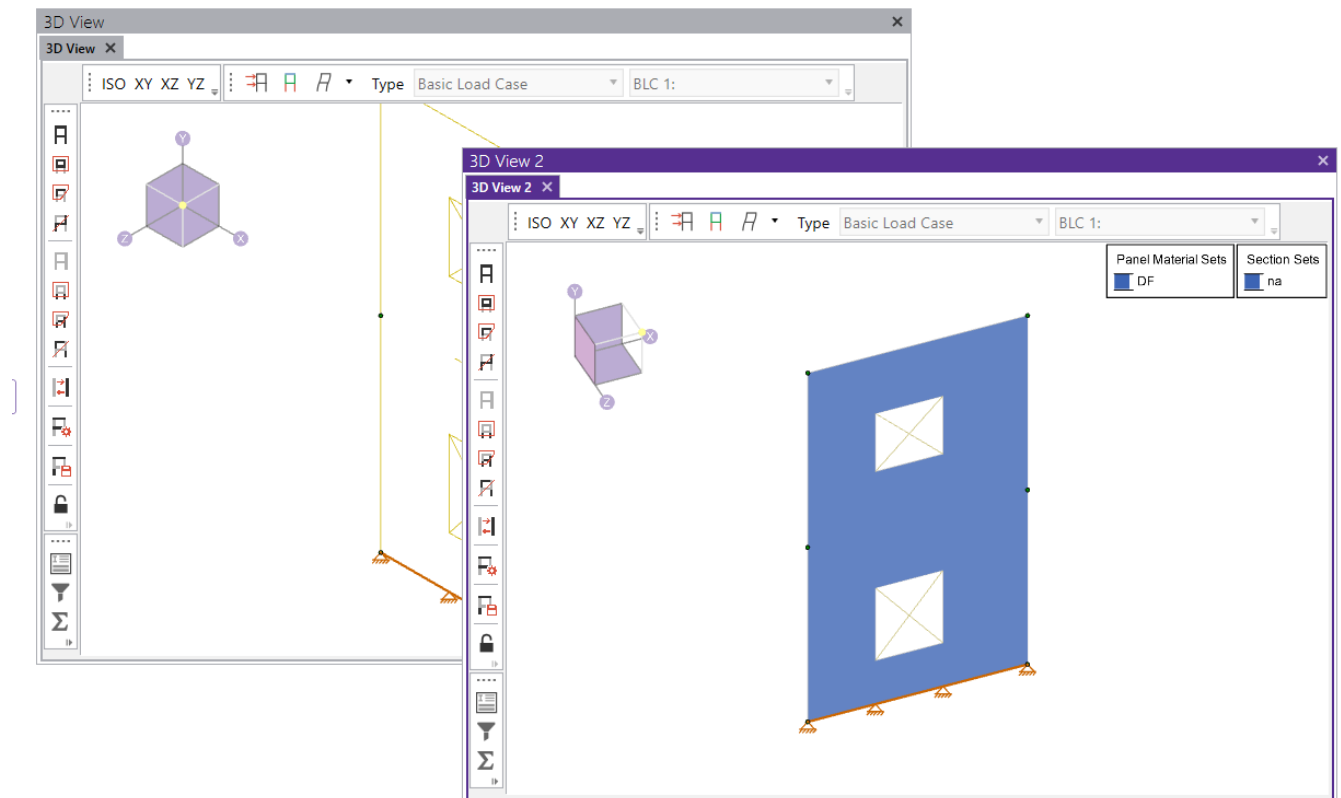 3D View
3D View
ISO XY XZ YZ Type Basic Load Case BLC 1:
Y
Z X
3D View 2
3D View 2
ISO XY XZ YZ Type Basic Load Case BLC 1:
Panel Material Sets
DF
Section Sets
na
Y
X
Z